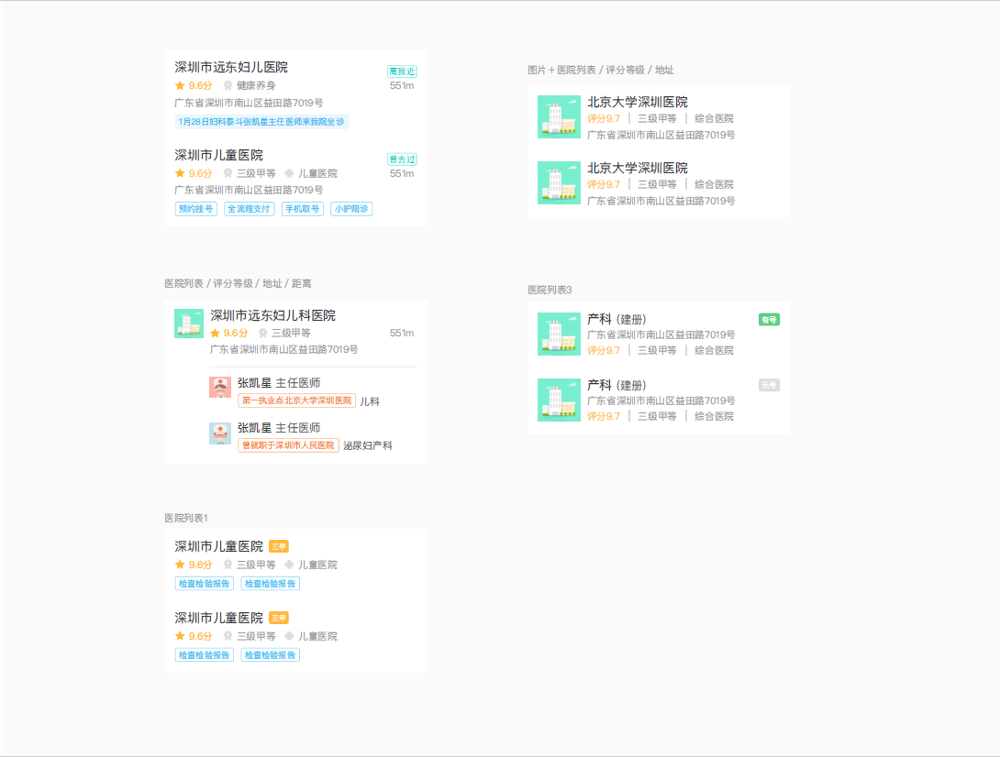 深圳市远东妇儿医院
离我近
9.6分 健康养身
551m
广东省深圳市南山区益田路7019号
1月28日妇科泰斗张凯星主任医师来我院坐诊
深圳市儿童医院
曾去过
9.6分 三级甲等 儿童医院
551m
广东省深圳市南山区益田路7019号
预约挂号 全流程支付 手机取号 小护陪诊
医院列表 / 评分等级 / 地址 / 距离
深圳市远东妇儿科医院
9.6分 三级甲等
551m
广东省深圳市南山区益田路7019号
张凯星 主任医师
第一执业点北京大学深圳医院 儿科
张凯星 主任医师
曾就职于深圳市人民医院 泌尿妇产科
医院列表1
深圳市儿童医院 三甲
9.6分 三级甲等 儿童医院
检查检验报告 检查检验报告
深圳市儿童医院 三甲
9.6分 三级甲等 儿童医院
检查检验报告 检查检验报告
图片＋医院列表 / 评分等级 / 地址
北京大学深圳医院
评分9.7 | 三级甲等 | 综合医院
广东省深圳市南山区益田路7019号
北京大学深圳医院
评分9.7 | 三级甲等 | 综合医院
广东省深圳市南山区益田路7019号
医院列表3
产科 (建册)
有号
广东省深圳市南山区益田路7019号
评分9.7 | 三级甲等 | 综合医院
产科 (建册)
无号
广东省深圳市南山区益田路7019号
评分9.7 | 三级甲等 | 综合医院